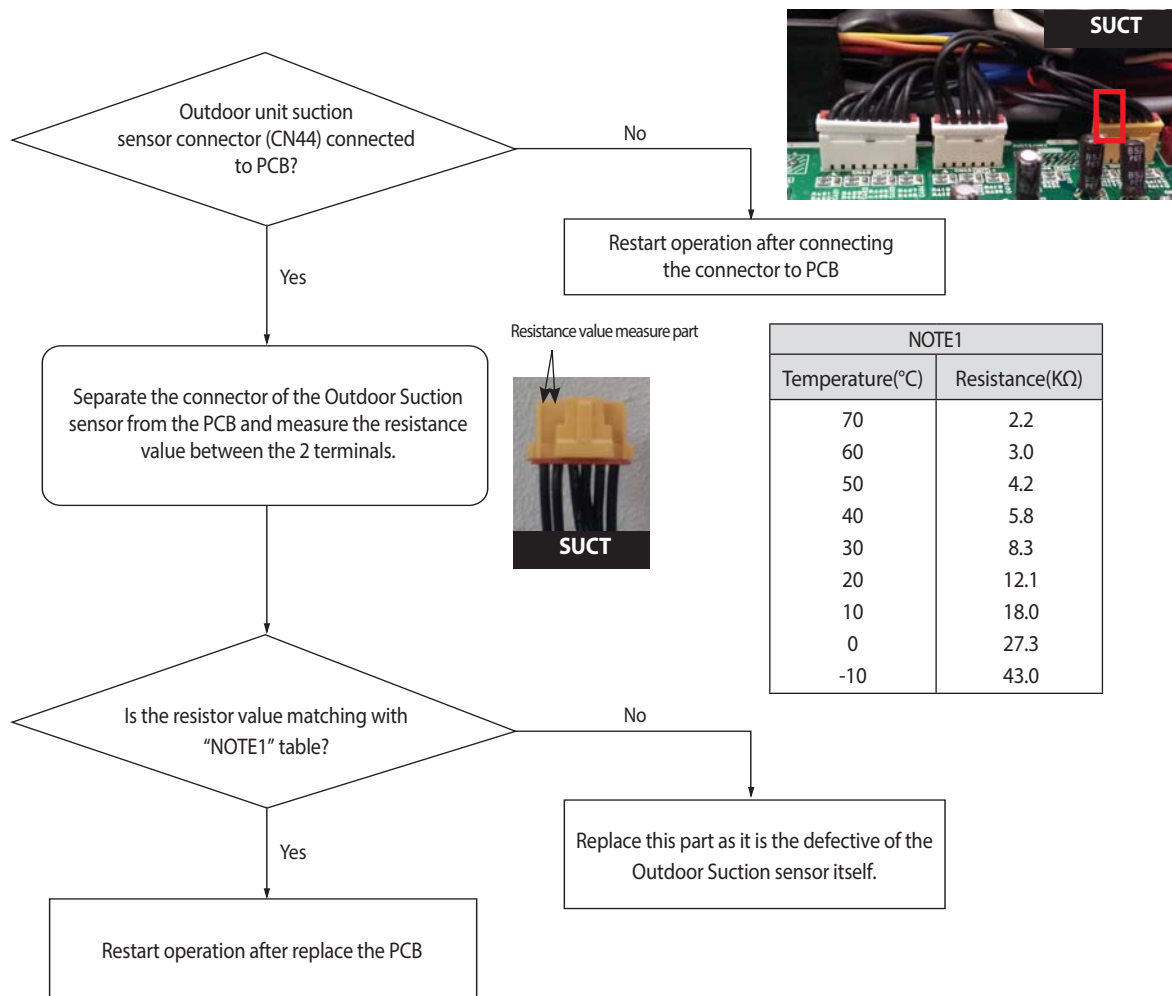 SUCT
Outdoor unit suction
sensor connector (CN44) connected
to PCB?
No
Restart operation after connecting
the connector to PCB
Yes
Resistance value measure part
Separate the connector of the Outdoor Suction
sensor from the PCB and measure the resistance
value between the 2 terminals.
SUCT
NOTE1
Temperature(°C) Resistance(KΩ)
70 2.2
60 3.0
50 4.2
40 5.8
30 8.3
20 12.1
10 18.0
0 27.3
-10 43.0
Is the resistor value matching with
“NOTE1” table?
No
Replace this part as it is the defective of the
Outdoor Suction sensor itself.
Yes
Restart operation after replace the PCB